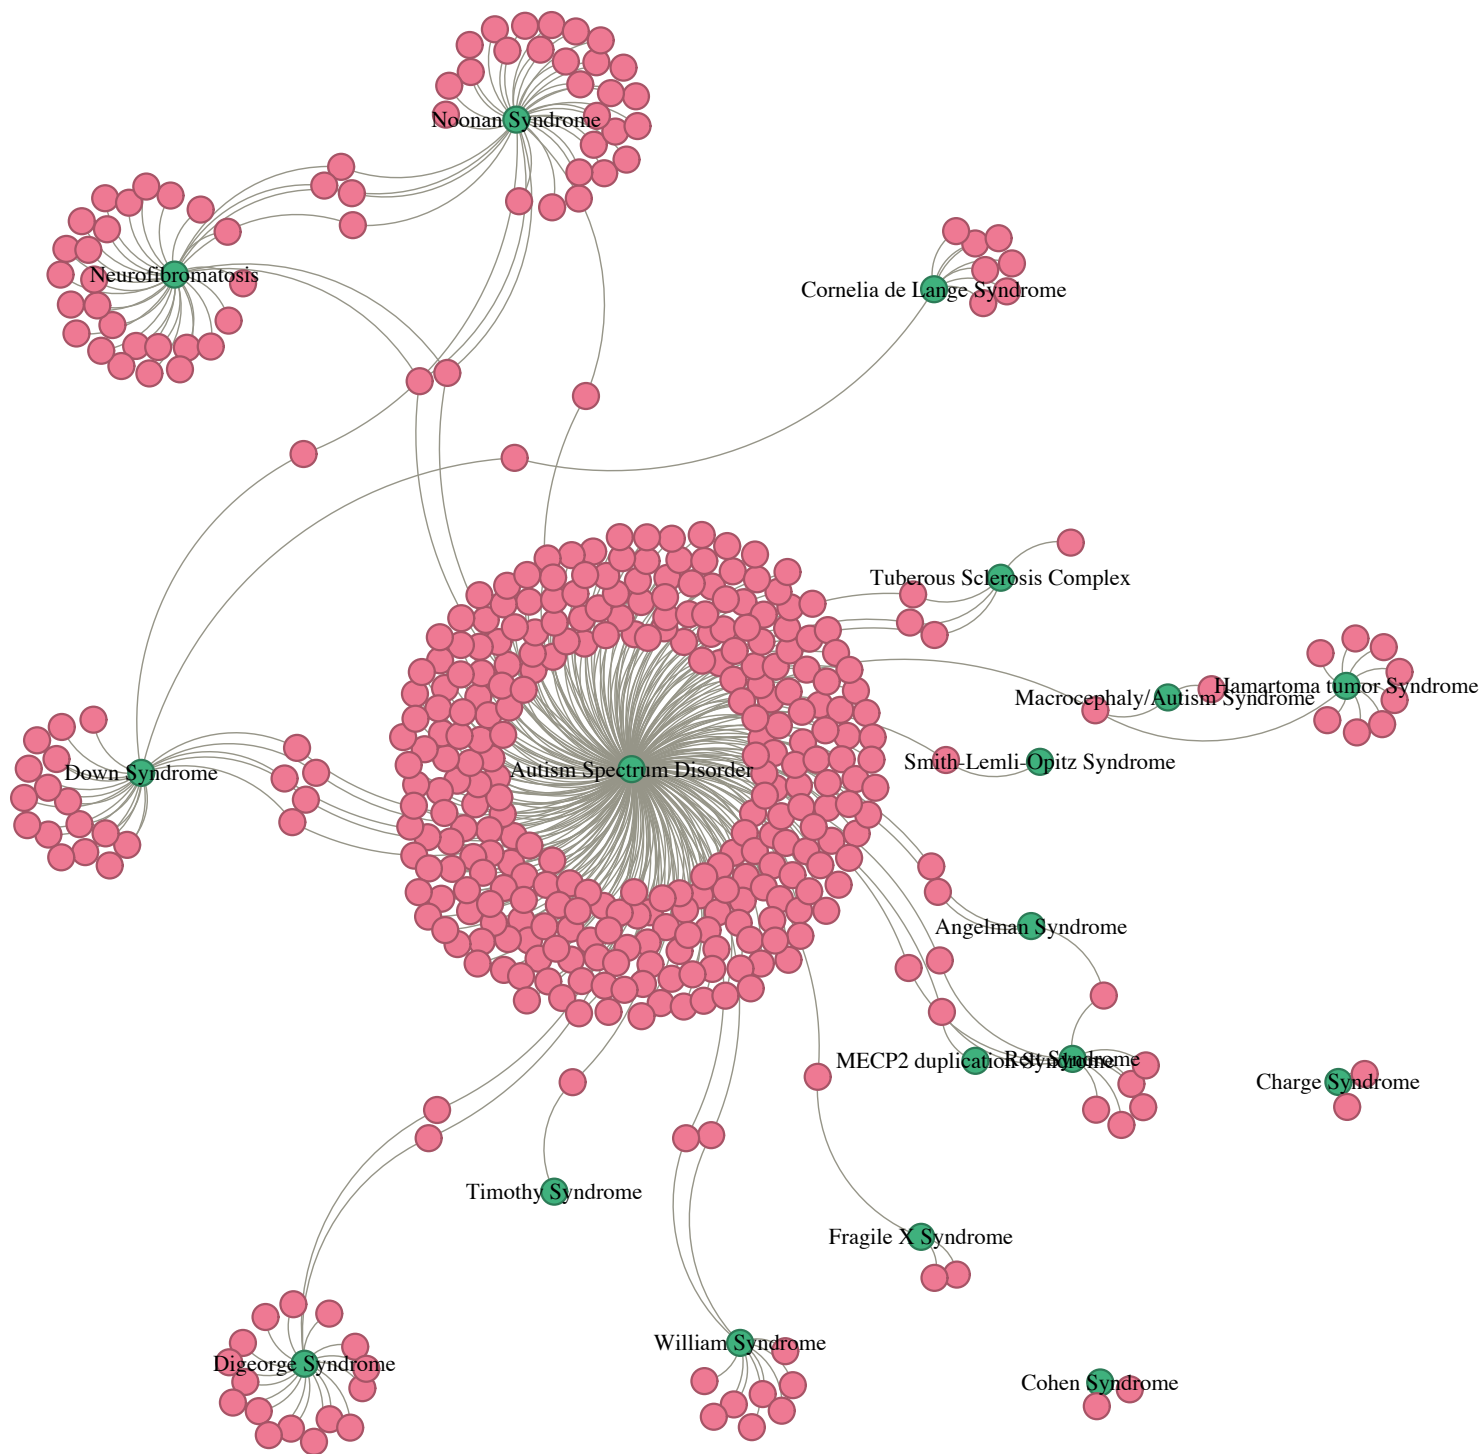 Noonan Syndrome
Neurofibromatosis
Cornelia de Lange Syndrome
Tuberous Sclerosis Complex
Hamartoma tumor Syndrome
Macrocephaly/Autism Syndrome
Smith-Lemli-Opitz Syndrome
Autism Spectrum Disorder
Down Syndrome
Angelman Syndrome
MECP2 duplication Syndrome
Rett Syndrome
Charge Syndrome
Timothy Syndrome
Fragile X Syndrome
William Syndrome
Digeorge Syndrome
Cohen Syndrome